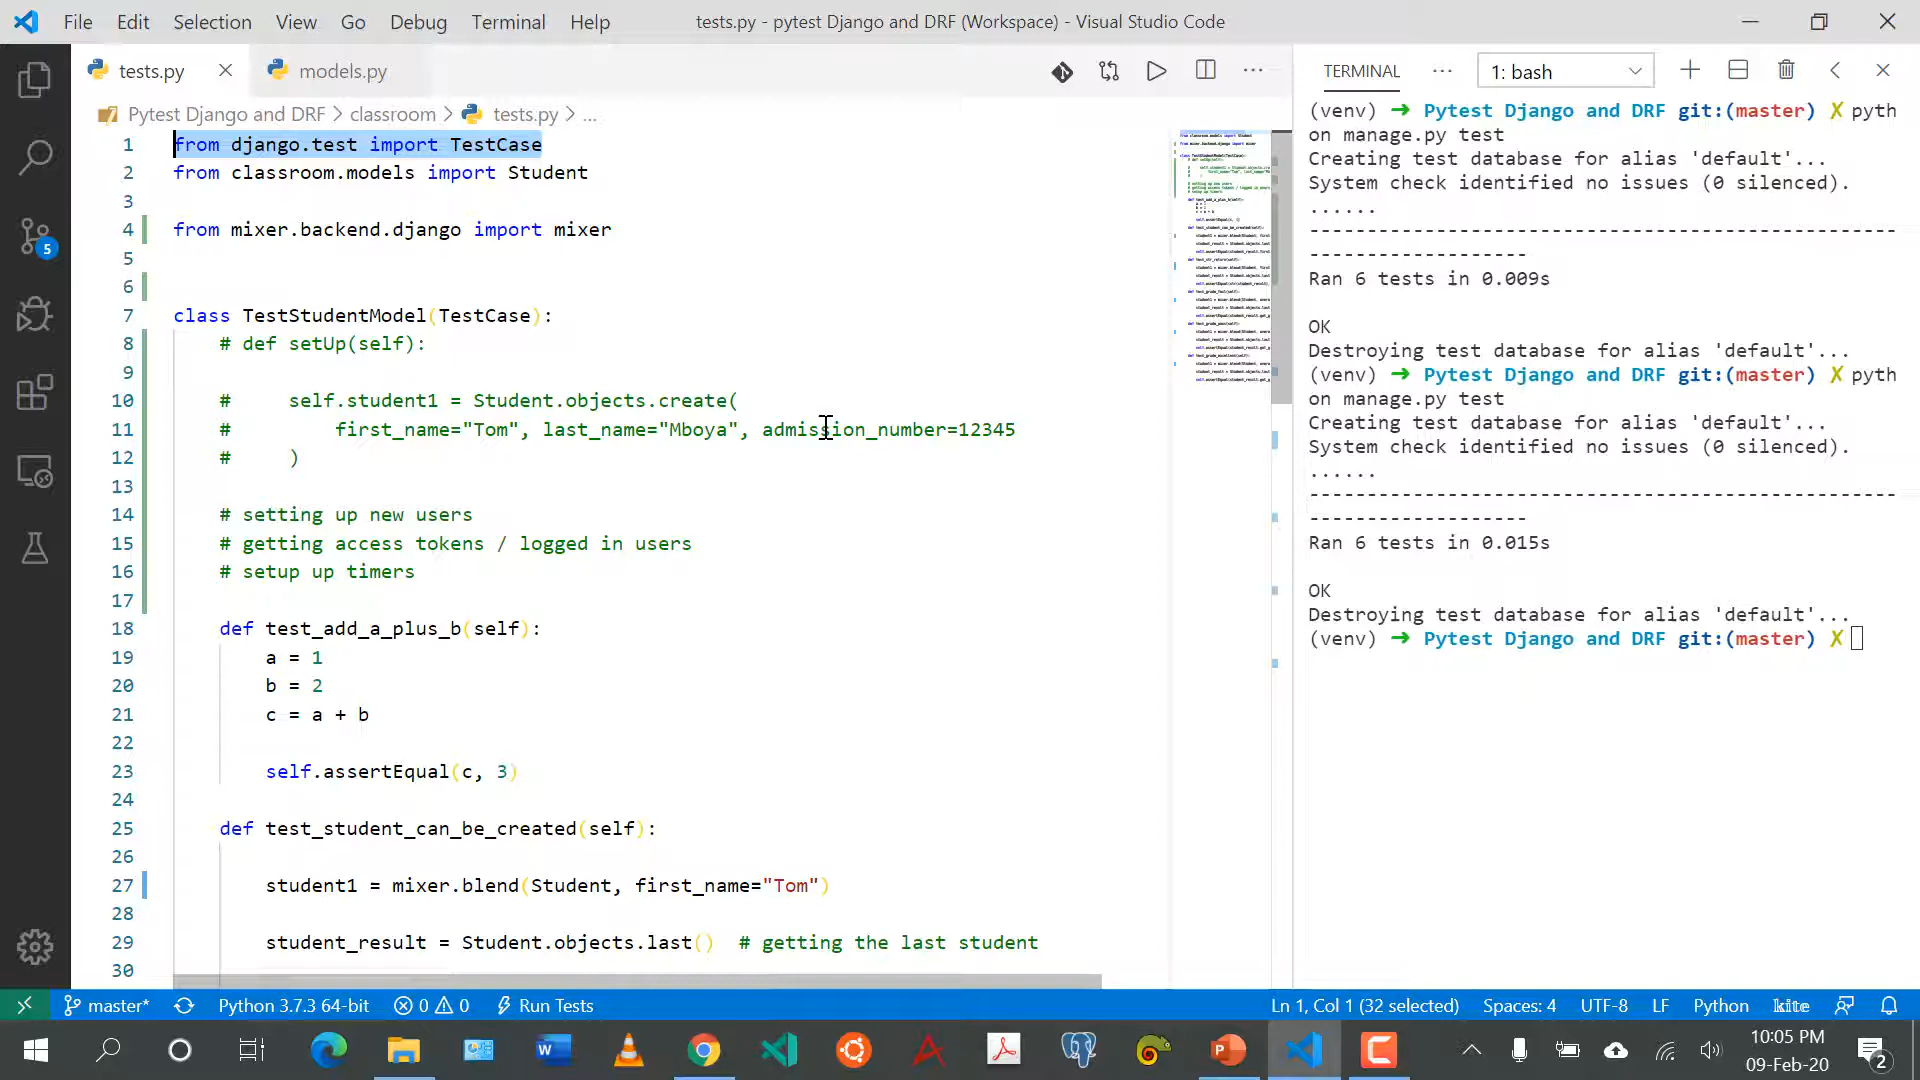 File Edit Selection View Go Debug Terminal Help tests.py - pytest Django and DRF (Workspace) - Visual Studio Code
tests.py models.py
Pytest Django and DRF > classroom > tests.py > ...
1 from django.test import TestCase
2 from classroom.models import Student
3
4 from mixer.backend.django import mixer
5
6
7 class TestStudentModel(TestCase):
8 # def setUp(self):
9
10 # self.student1 = Student.objects.create(
11 # first_name="Tom", last_name="Mboya", admission_number=12345
12 # )
13
14 # setting up new users
15 # getting access tokens / logged in users
16 # setup up timers
17
18 def test_add_a_plus_b(self):
19 a = 1
20 b = 2
21 c = a + b
22
23 self.assertEqual(c, 3)
24
25 def test_student_can_be_created(self):
26
27 student1 = mixer.blend(Student, first_name="Tom")
28
29 student_result = Student.objects.last() # getting the last student
30
TERMINAL ... 1: bash
(venv) ➜ Pytest Django and DRF git:(master) ✗ pyth
on manage.py test
Creating test database for alias 'default'...
System check identified no issues (0 silenced).
......
---------------------------------------------------
-------------------
Ran 6 tests in 0.009s
OK
Destroying test database for alias 'default'...
(venv) ➜ Pytest Django and DRF git:(master) ✗ pyth
on manage.py test
Creating test database for alias 'default'...
System check identified no issues (0 silenced).
......
---------------------------------------------------
-------------------
Ran 6 tests in 0.015s
OK
Destroying test database for alias 'default'...
(venv) ➜ Pytest Django and DRF git:(master) ✗
5
master* Python 3.7.3 64-bit 0 0 Run Tests Ln 1, Col 1 (32 selected) Spaces: 4 UTF-8 LF Python kite
10:05 PM
09-Feb-20
2